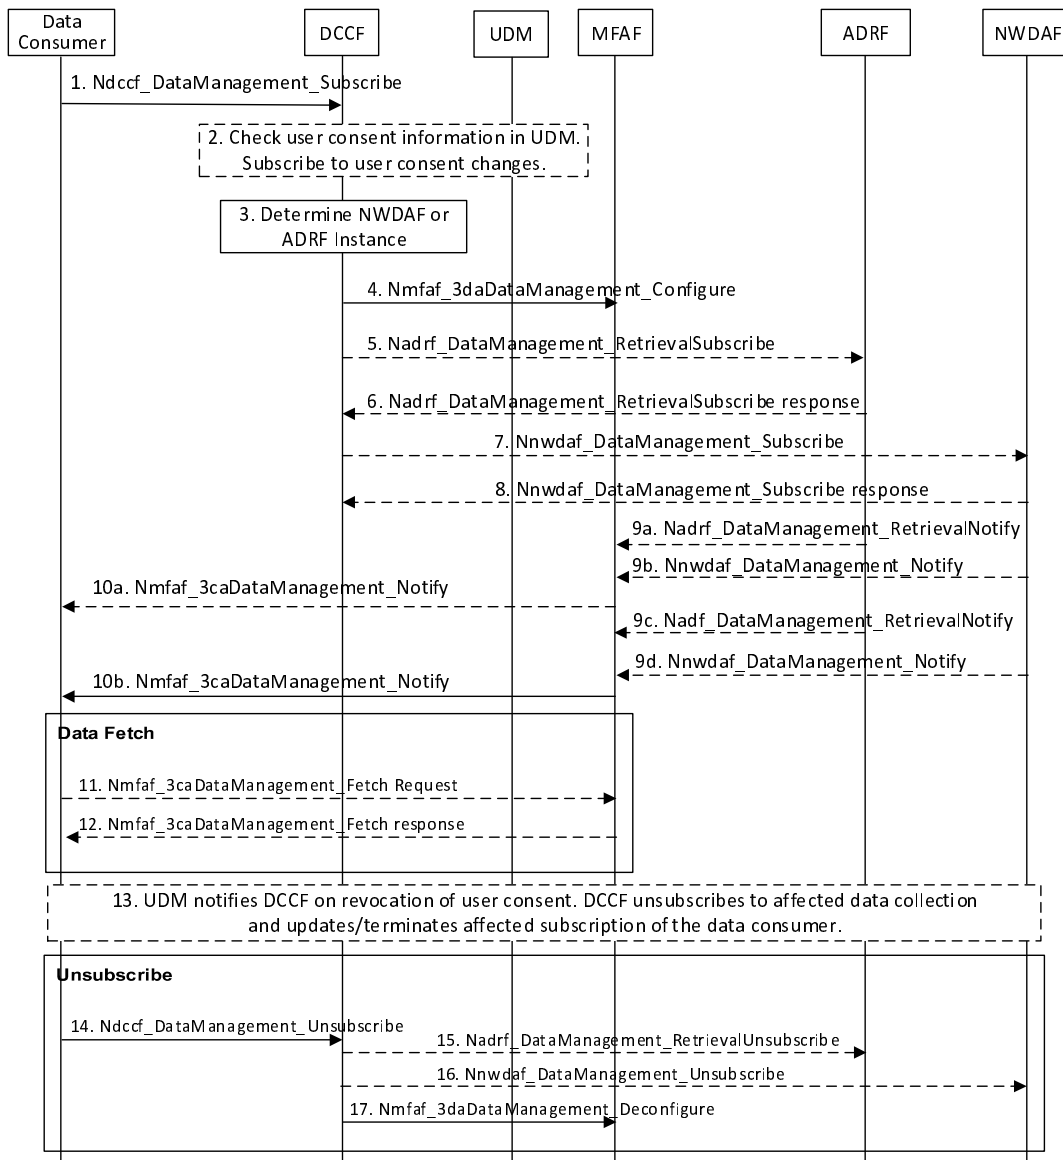 Data
Consumer
DCCF
UDM
MFAF
ADRF
NWDAF
1. Ndccf_DataManagement_Subscribe
2. Check user consent information in UDM.
Subscribe to user consent changes.
3. Determine NWDAF or
ADRF Instance
4. Nmfaf_3daDataManagement_Configure
5. Nadrf_DataManagement_RetrievalSubscribe
6. Nadrf_DataManagement_RetrievalSubscribe response
7. Nnwdaf_DataManagement_Subscribe
8. Nnwdaf_DataManagement_Subscribe response
9a. Nadrf_DataManagement_RetrievalNotify
9b. Nnwdaf_DataManagement_Notify
10a. Nmfaf_3caDataManagement_Notify
9c. Nadf_DataManagement_RetrievalNotify
9d. Nnwdaf_DataManagement_Notify
10b. Nmfaf_3caDataManagement_Notify
Data Fetch
11. Nmfaf_3caDataManagement_Fetch Request
12. Nmfaf_3caDataManagement_Fetch response
13. UDM notifies DCCF on revocation of user consent. DCCF unsubscribes to affected data collection
and updates/terminates affected subscription of the data consumer.
Unsubscribe
14. Ndccf_DataManagement_Unsubscribe
15. Nadrf_DataManagement_RetrievalUnsubscribe
16. Nnwdaf_DataManagement_Unsubscribe
17. Nmfaf_3daDataManagement_Deconfigure